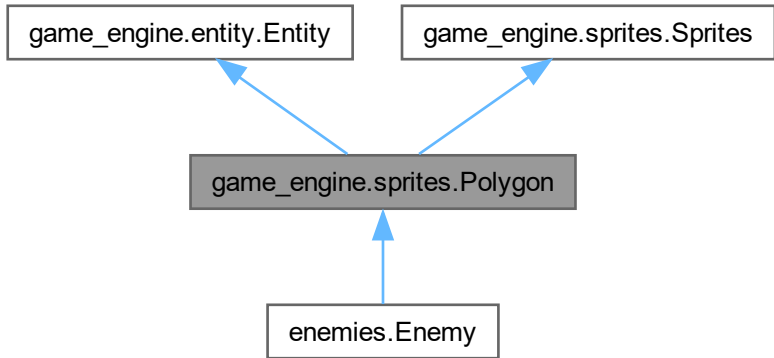 game_engine.entity.Entity
game_engine.sprites.Sprites
game_engine.sprites.Polygon
enemies.Enemy